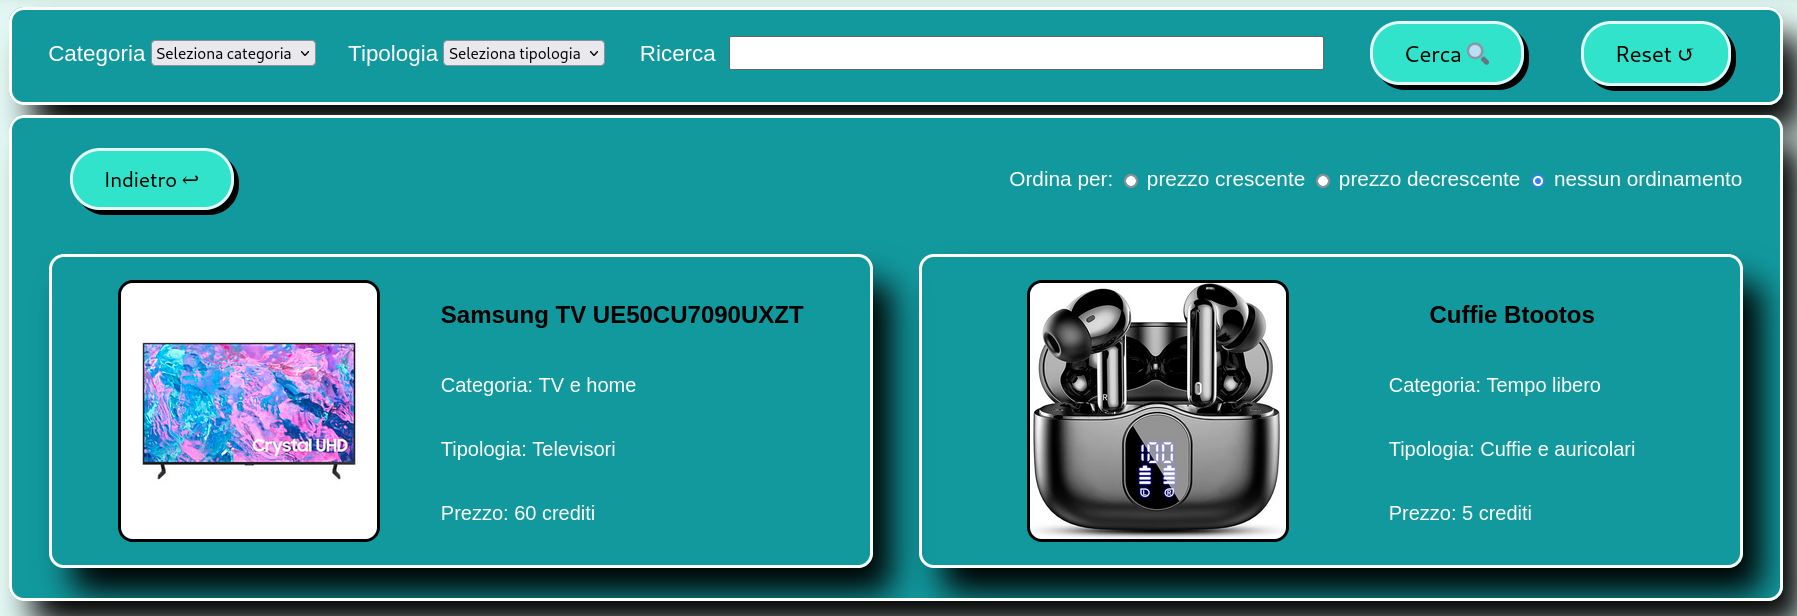 Categoria Seleziona categoria Tipologia Seleziona tipologia Ricerca Cerca Reset ↺
Indietro ↩ Ordina per: prezzo crescente prezzo decrescente nessun ordinamento
Samsung TV UE50CU7090UXZT
Categoria: TV e home
Tipologia: Televisori
Prezzo: 60 crediti
Crystal UHD
Cuffie Btootos
Categoria: Tempo libero
Tipologia: Cuffie e auricolari
Prezzo: 5 crediti
R
100
L R